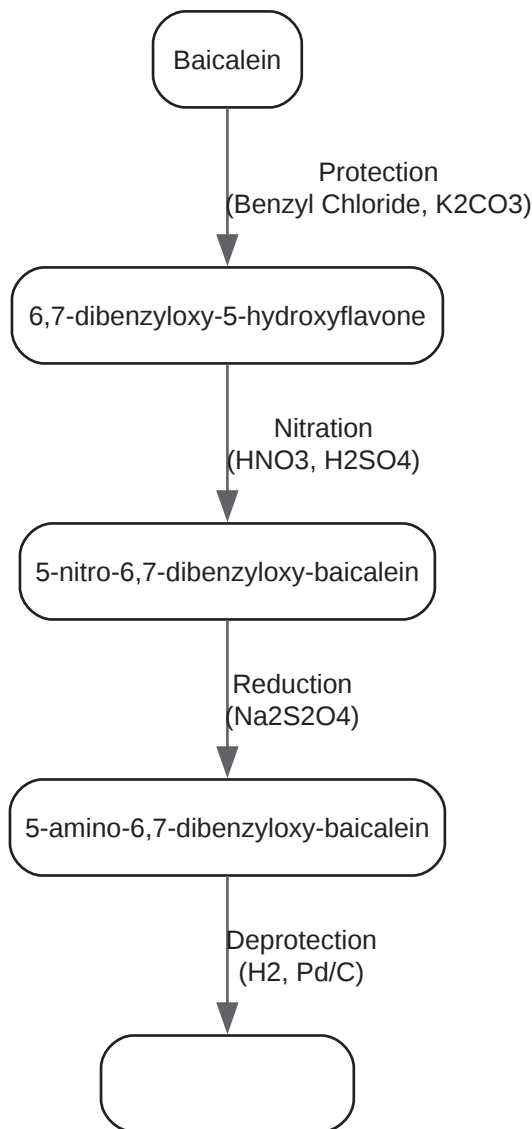 Baicalein
Protection
(Benzyl Chloride, K2CO3)
6,7-dibenzyloxy-5-hydroxyflavone
Nitration
(HNO3, H2SO4)
5-nitro-6,7-dibenzyloxy-baicalein
Reduction
(Na2S2O4)
5-amino-6,7-dibenzyloxy-baicalein
Deprotection
(H2, Pd/C)